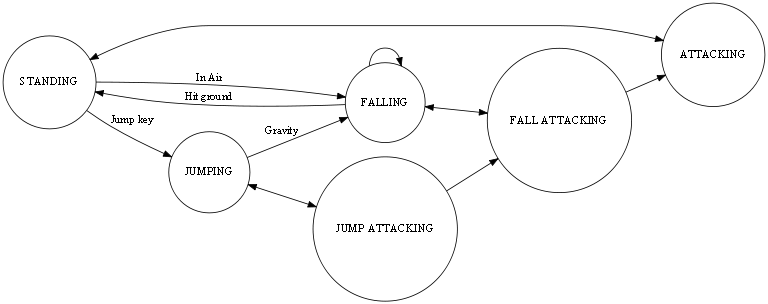 STANDING
In Air
Hit ground
Jump key
JUMPING
Gravity
FALLING
JUMP ATTACKING
FALL ATTACKING
ATTACKING